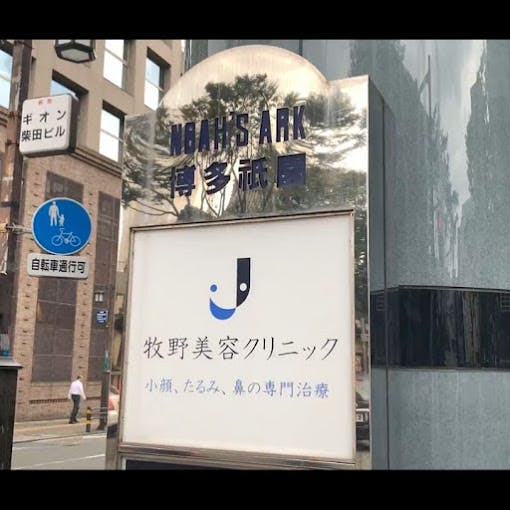 ギオン
柴田ビル
自転車通行可
NOAH'S ARK
博多祇園
牧野美容クリニック
小顔、たるみ、鼻の専門治療